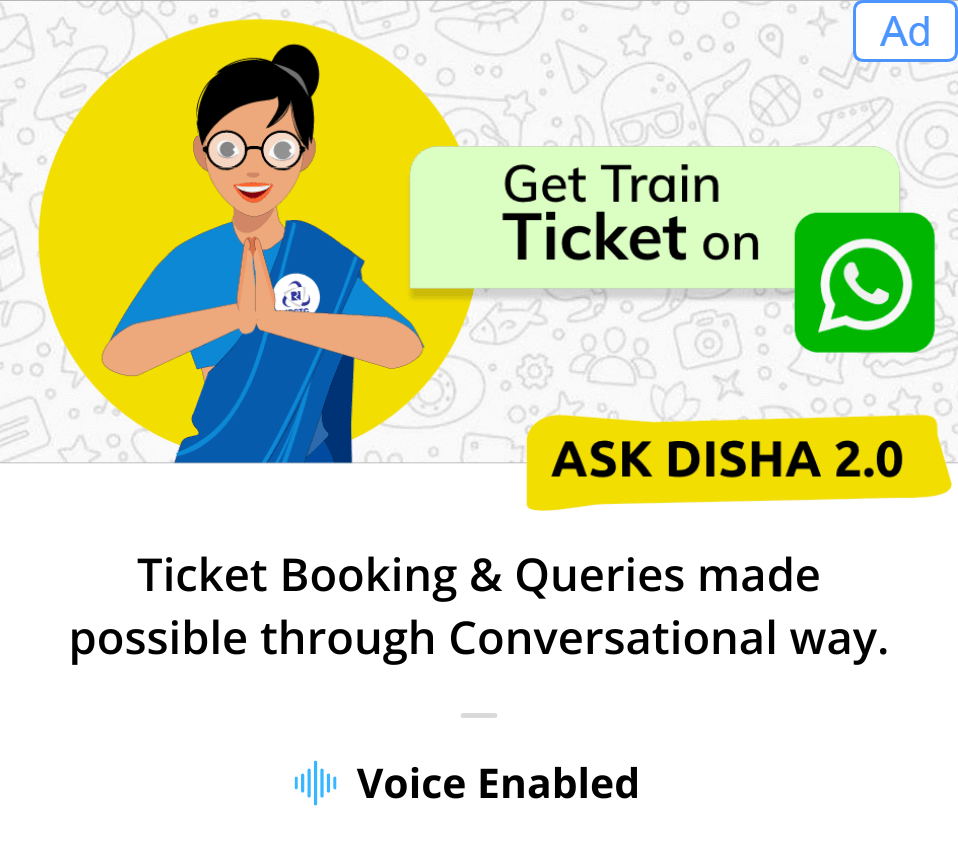 Ad
Get Train
Ticket on
ASK DISHA 2.0
Ticket Booking & Queries made
possible through Conversational way.
Voice Enabled